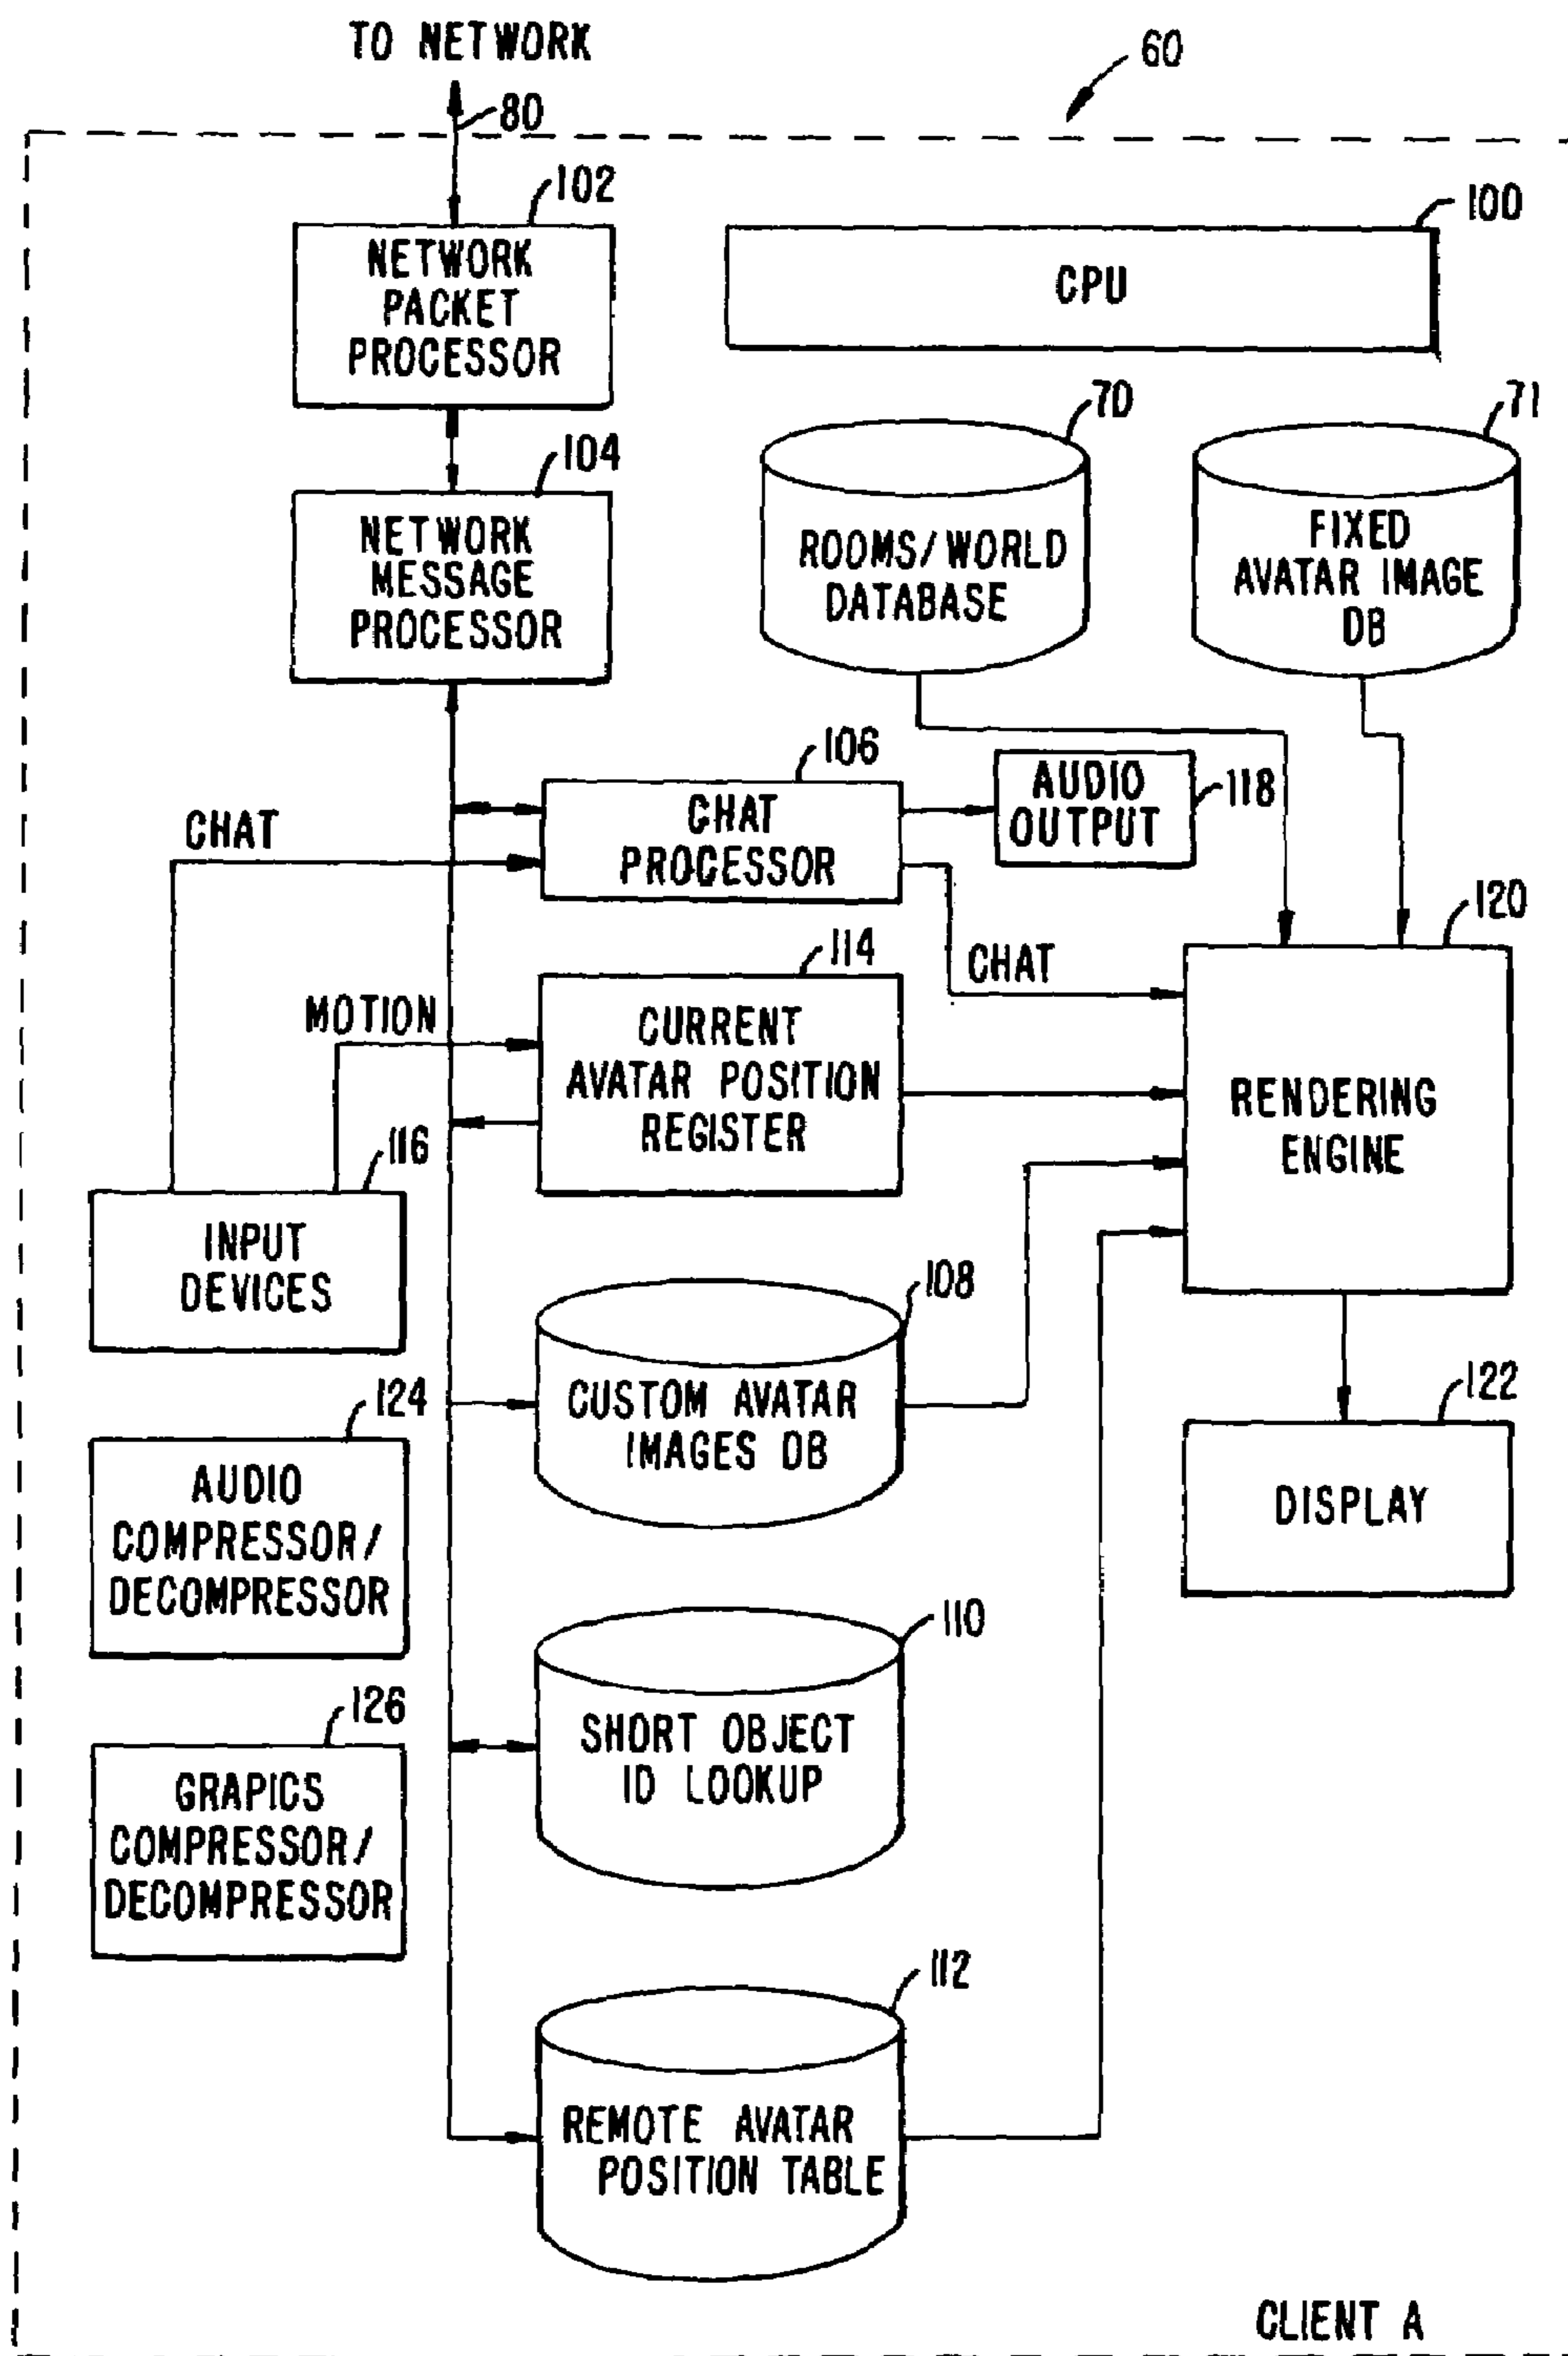 TO NETWORK
60
80
102
NETWORK
PACKET
PROCESSOR
100
CPU
104
NETWORK
MESSAGE
PROCESSOR
70
ROOMS/WORLD
DATABASE
71
FIXED
AVATAR IMAGE
DB
106
CHAT
PROCESSOR
AUDIO
OUTPUT
118
CHAT
114
CURRENT
AVATAR POSITION
REGISTER
CHAT
120
RENDERING
ENGINE
MOTION
116
INPUT
DEVICES
108
CUSTOM AVATAR
IMAGES DB
122
DISPLAY
124
AUDIO
COMPRESSOR/
DECOMPRESSOR
110
SHORT OBJECT
ID LOOKUP
126
GRAPICS
COMPRESSOR/
DECOMPRESSOR
112
REMOTE AVATAR
POSITION TABLE
CLIENT A